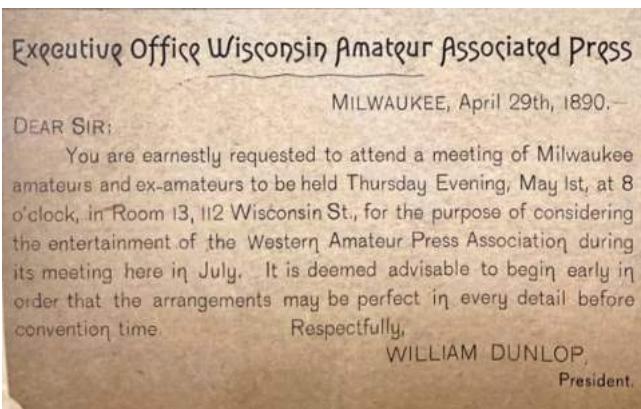 Executive Office Wisconsin Amateur Associated Press
MILWAUKEE, April 29th, 1890.—
DEAR SIR:
You are earnestly requested to attend a meeting of Milwaukee
amateurs and ex-amateurs to be held Thursday Evening, May 1st, at 8
o'clock, in Room 13, 112 Wisconsin St., for the purpose of considering
the entertainment of the Western Amateur Press Association during
its meeting here in July. It is deemed advisable to begin early in
order that the arrangements may be perfect in every detail before
convention time. Respectfully,
WILLIAM DUNLOP,
President.